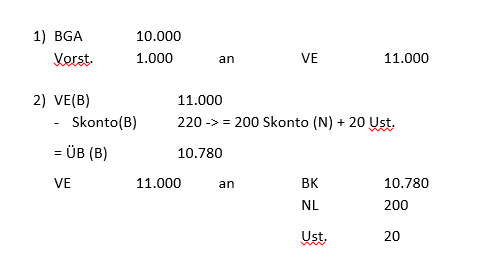 1) BGA 10.000
Vorst. 1.000 an VE 11.000
2) VE(B) 11.000
- Skonto(B) 220 -> = 200 Skonto (N) + 20 Ust.
= ÜB (B) 10.780
VE 11.000 an BK 10.780
NL 200
Ust. 20